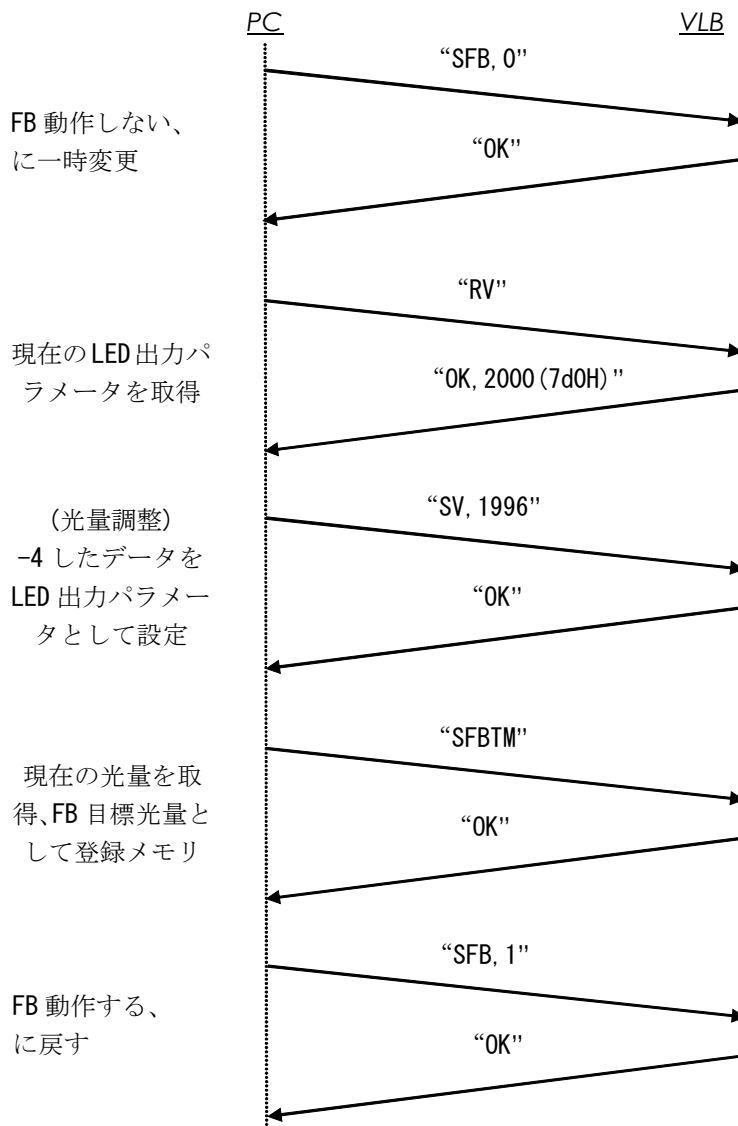 PC
VLB
“SFB, 0”
FB 動作しない、
に一時変更
“OK”
“RV”
現在の LED 出力パ
ラメータを取得
“OK, 2000(7d0H)”
(光量調整)
-4 したデータを
LED 出力パラメー
タとして設定
“SV, 1996”
“OK”
“SFBTM”
現在の光量を取
得、FB 目標光量と
して登録メモリ
“OK”
“SFB, 1”
FB 動作する、
に戻す
“OK”